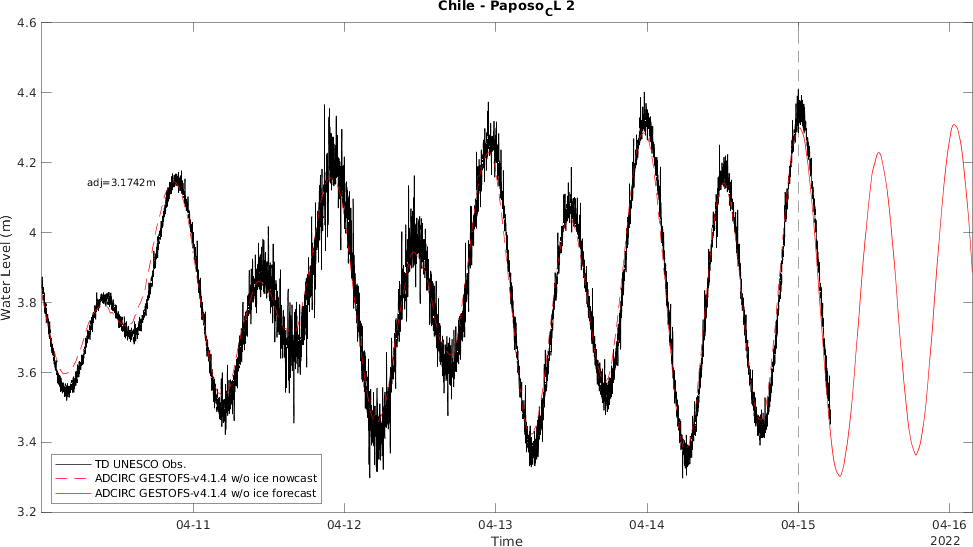 Chile - PaposoCL 2
4.6
4.4
4.2
4
3.8
3.6
3.4
3.2
Water Level (m)
adj=3.1742m
TD UNESCO Obs.
ADCIRC GESTOFS-v4.1.4 w/o ice nowcast
ADCIRC GESTOFS-v4.1.4 w/o ice forecast
04-11
04-12
04-13
04-14
04-15
04-16
Time
2022